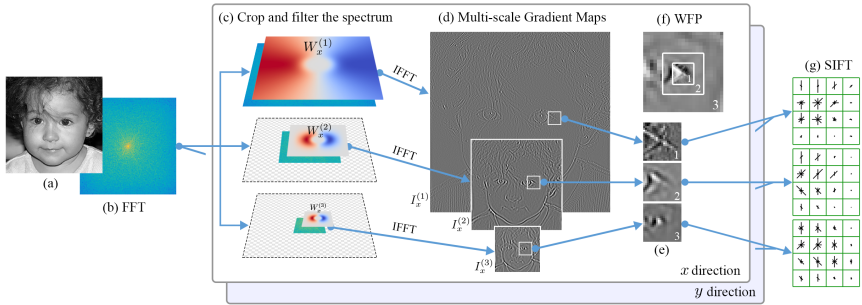 (c) Crop and filter the spectrum
(d) Multi-scale Gradient Maps
(f) WFP
W_x^{(1)}
IFFT
1
2
3
(g) SIFT
W_x^{(2)}
IFFT
1
(a)
(b) FFT
I_x^{(1)}
2
W_x^{(3)}
IFFT
I_x^{(2)}
3
(e)
I_x^{(3)}
x direction
y direction